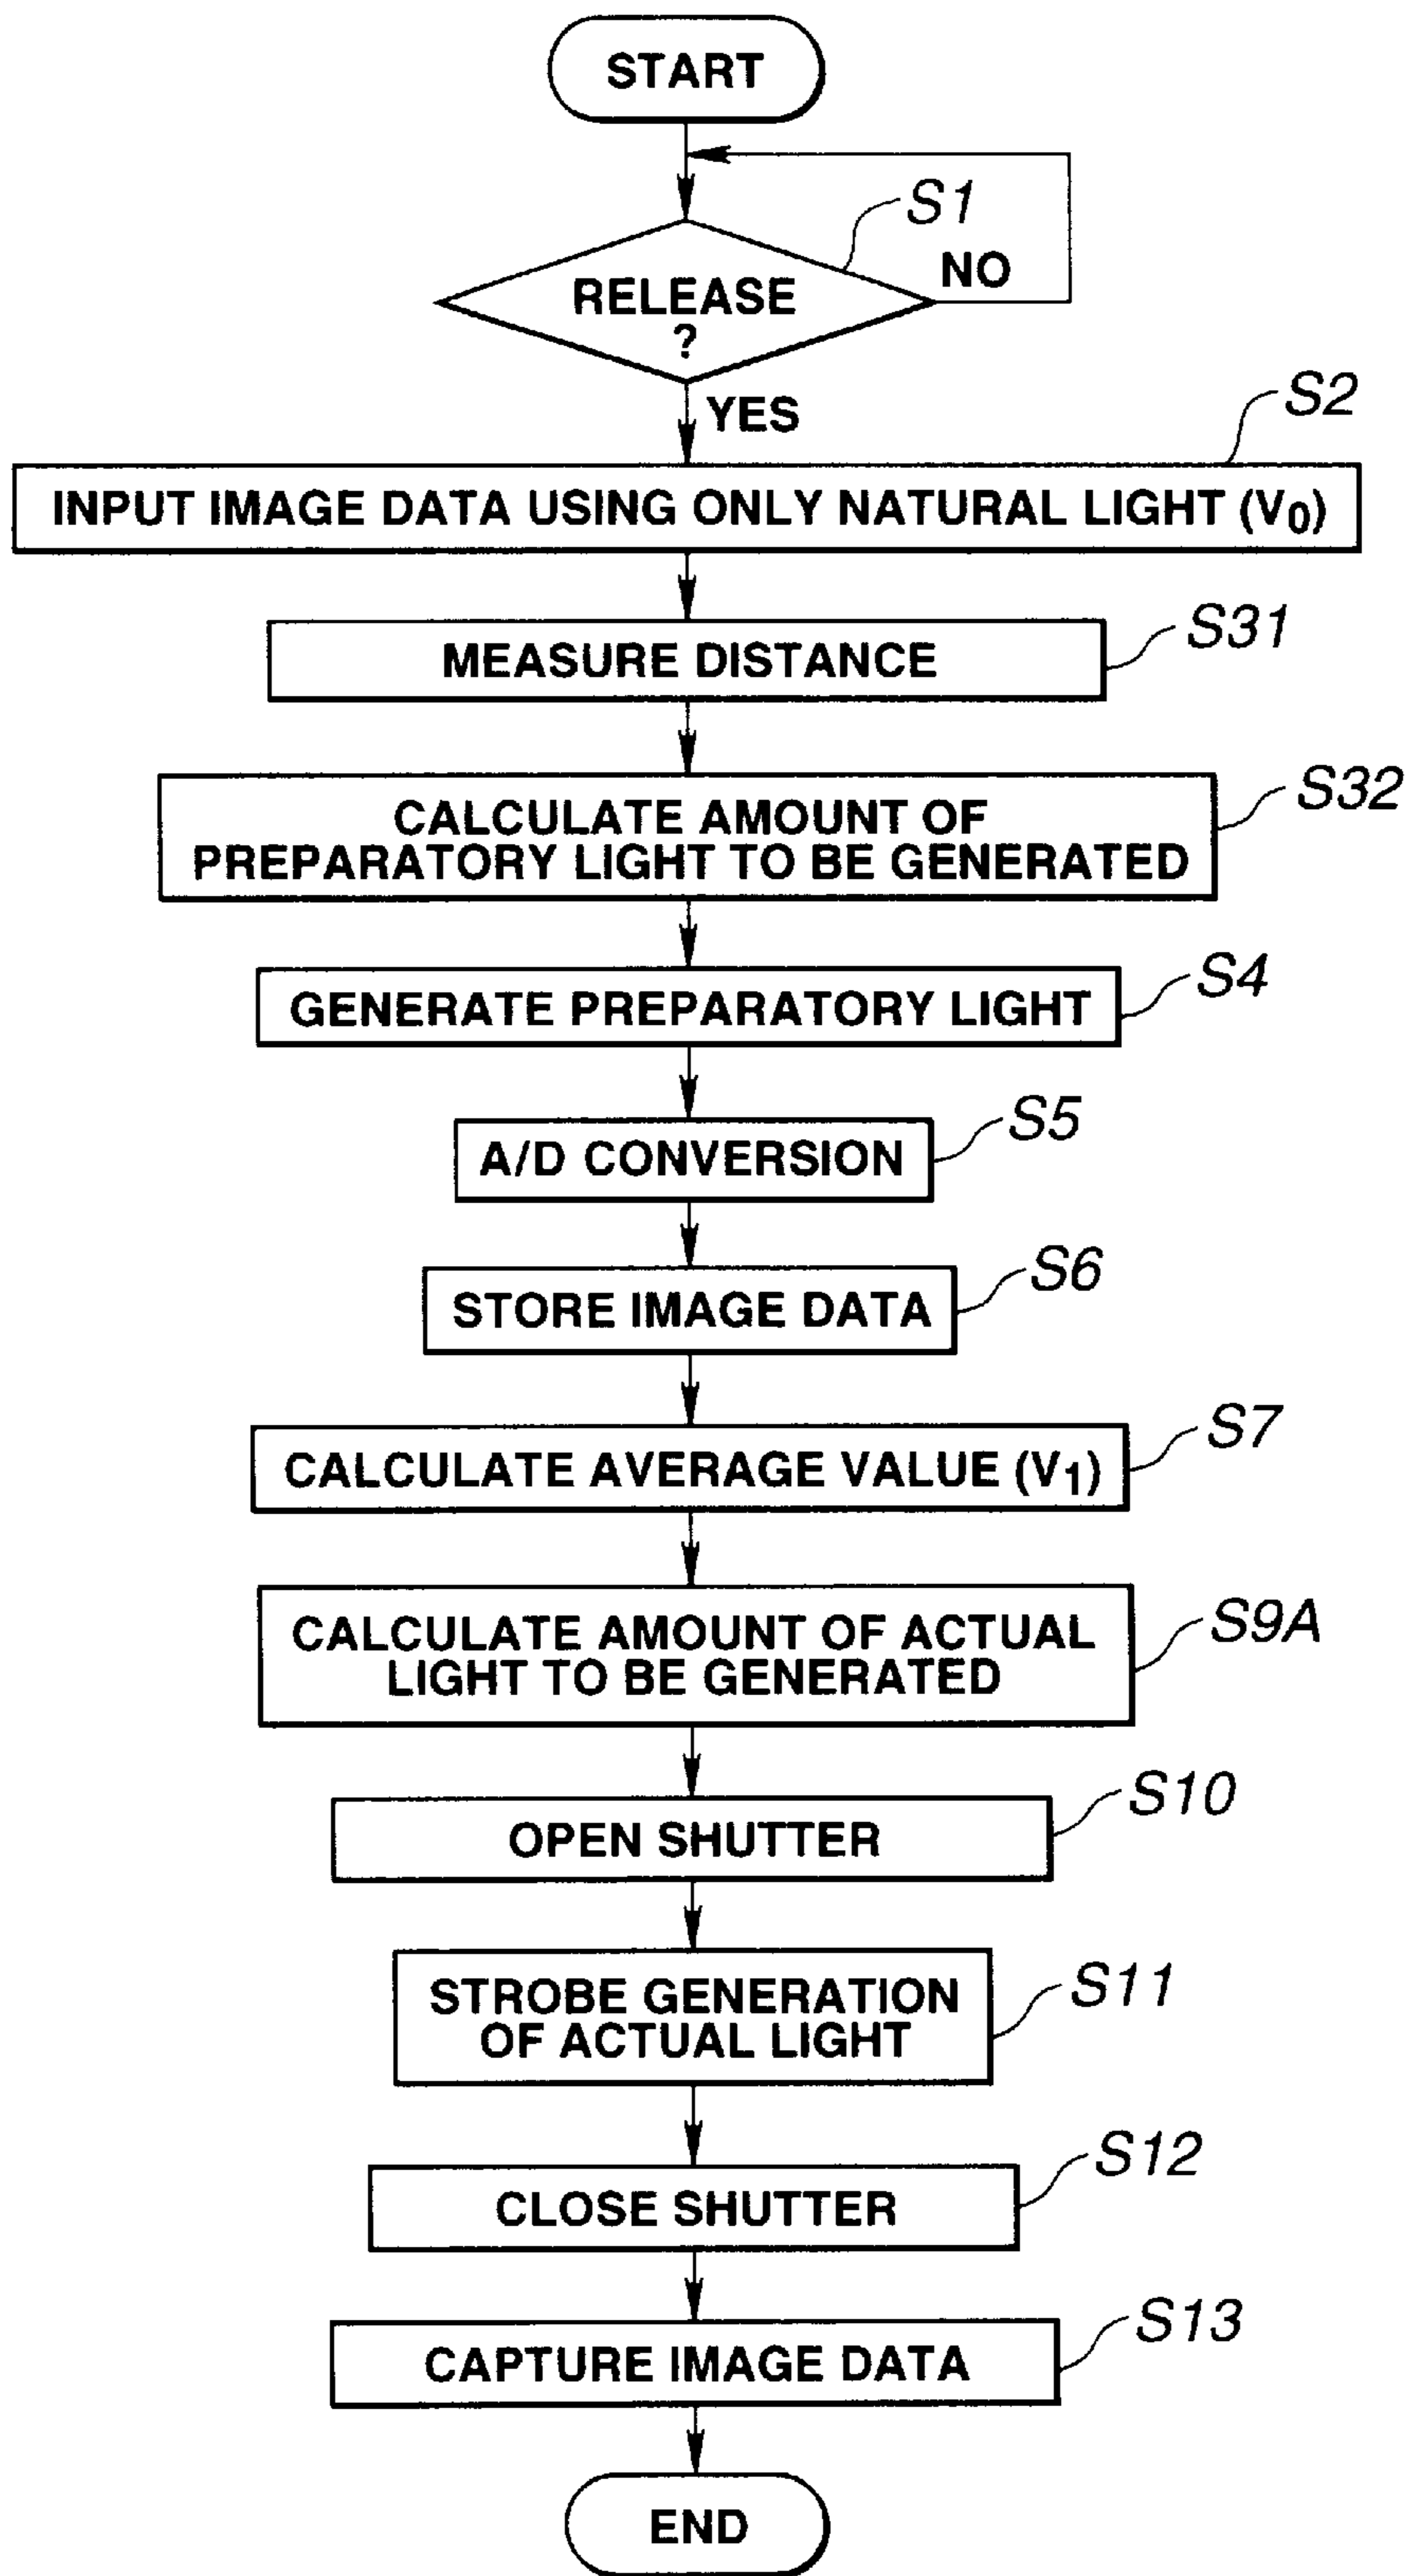 START
S1
NO
RELEASE
?
YES
S2
INPUT IMAGE DATA USING ONLY NATURAL LIGHT (V0)
S31
MEASURE DISTANCE
S32
CALCULATE AMOUNT OF
PREPARATORY LIGHT TO BE GENERATED
S4
GENERATE PREPARATORY LIGHT
S5
A/D CONVERSION
S6
STORE IMAGE DATA
S7
CALCULATE AVERAGE VALUE (V1)
S9A
CALCULATE AMOUNT OF ACTUAL
LIGHT TO BE GENERATED
S10
OPEN SHUTTER
S11
STROBE GENERATION
OF ACTUAL LIGHT
S12
CLOSE SHUTTER
S13
CAPTURE IMAGE DATA
END